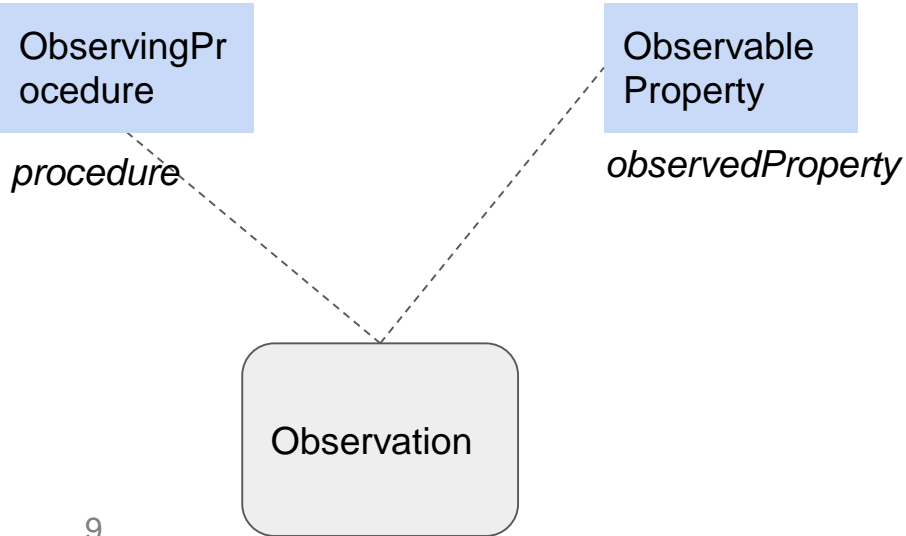 ObservingPr
ocedure
Observable
Property
procedure
observedProperty
Observation
9